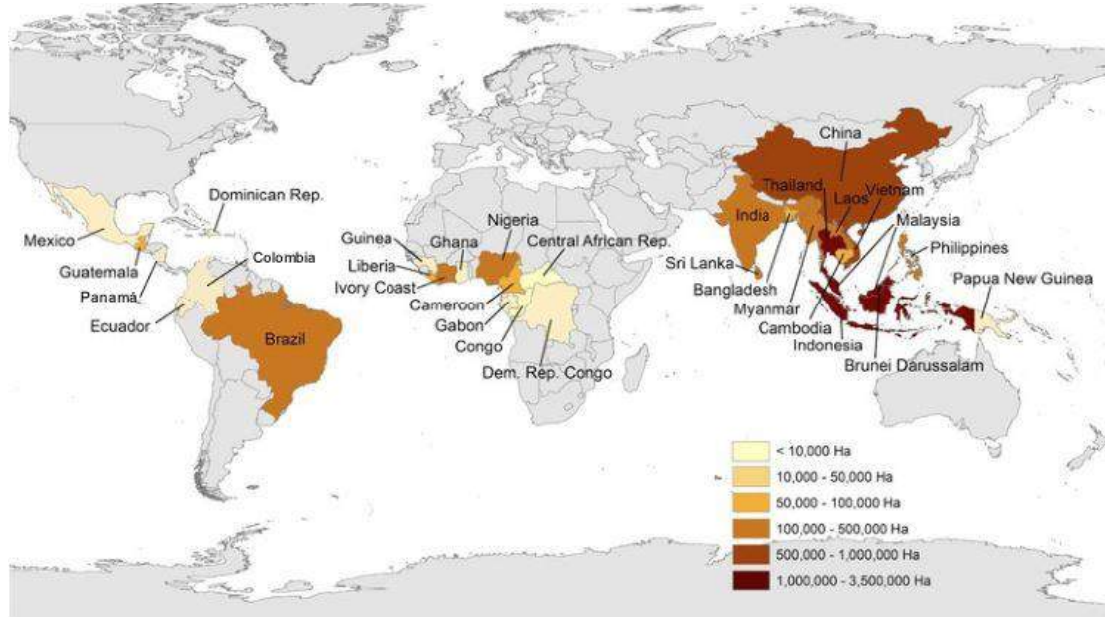 China
Thailand
Vietnam
Laos
Dominican Rep.
India
Malaysia
Nigeria
Mexico
Guinea
Ghana
Central African Rep.
Philippines
Colombia
Guatemala
Liberia
Sri Lanka
Papua New Guinea
Ivory Coast
Bangladesh
Panamá
Cameroon
Myanmar
Ecuador
Gabon
Cambodia
Brazil
Congo
Indonesia
Brunei Darussalam
Dem. Rep. Congo
< 10,000 Ha
10,000 - 50,000 Ha
50,000 - 100,000 Ha
100,000 - 500,000 Ha
500,000 - 1,000,000 Ha
1,000,000 - 3,500,000 Ha